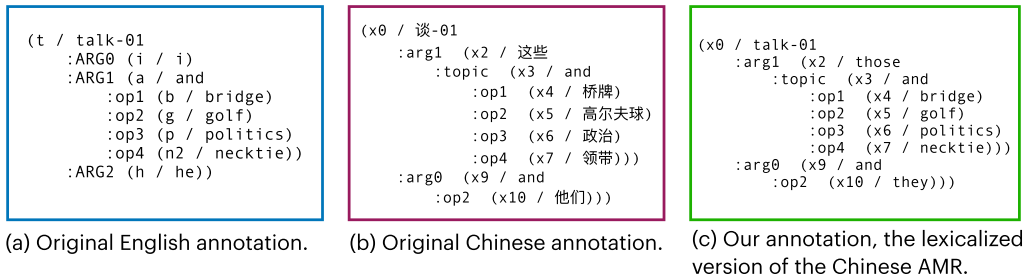 (t / talk-01
:ARG0 (i / i)
:ARG1 (a / and
:op1 (b / bridge)
:op2 (g / golf)
:op3 (p / politics)
:op4 (n2 / necktie))
:ARG2 (h / he))
(a) Original English annotation.
(x0 / 谈-01
:arg1 (x2 / 这些
:topic (x3 / and
:op1 (x4 / 桥牌)
:op2 (x5 / 高尔夫球)
:op3 (x6 / 政治)
:op4 (x7 / 领带)))
:arg0 (x9 / and
:op2 (x10 / 他们)))
(b) Original Chinese annotation.
(x0 / talk-01
:arg1 (x2 / those
:topic (x3 / and
:op1 (x4 / bridge)
:op2 (x5 / golf)
:op3 (x6 / politics)
:op4 (x7 / necktie)))
:arg0 (x9 / and
:op2 (x10 / they)))
(c) Our annotation, the lexicalized
version of the Chinese AMR.